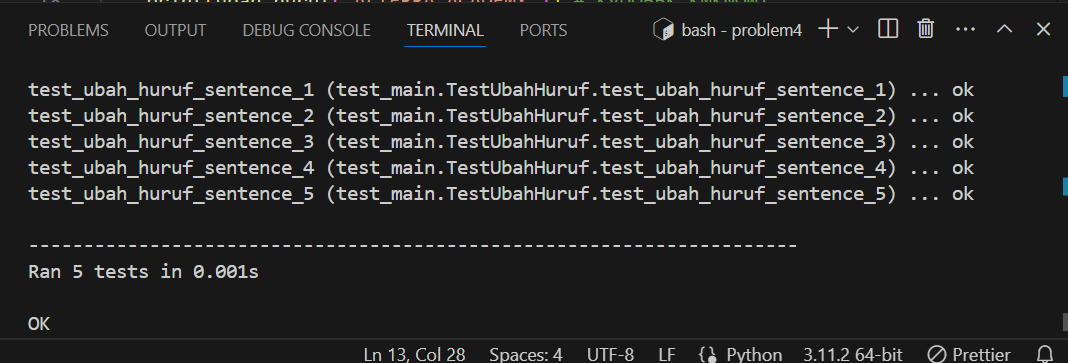 PROBLEMS OUTPUT DEBUG CONSOLE TERMINAL PORTS bash - problem4
test_ubah_huruf_sentence_1 (test_main.TestUbahHuruf.test_ubah_huruf_sentence_1) ... ok
test_ubah_huruf_sentence_2 (test_main.TestUbahHuruf.test_ubah_huruf_sentence_2) ... ok
test_ubah_huruf_sentence_3 (test_main.TestUbahHuruf.test_ubah_huruf_sentence_3) ... ok
test_ubah_huruf_sentence_4 (test_main.TestUbahHuruf.test_ubah_huruf_sentence_4) ... ok
test_ubah_huruf_sentence_5 (test_main.TestUbahHuruf.test_ubah_huruf_sentence_5) ... ok
----------------------------------------------------------------------
Ran 5 tests in 0.001s
OK
Ln 13, Col 28 Spaces: 4 UTF-8 LF Python 3.11.2 64-bit Prettier